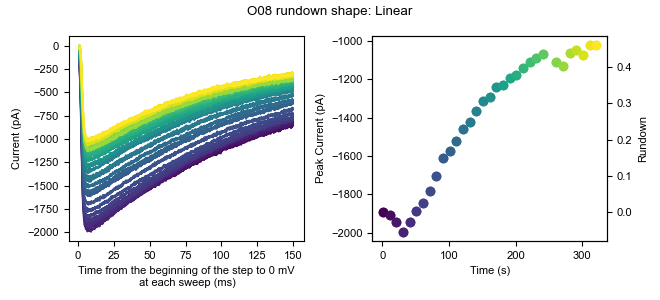 O08 rundown shape: Linear
0
−250
−500
−750
−1000
−1250
−1500
−1750
−2000
Current (pA)
0 25 50 75 100 125 150
Time from the beginning of the step to 0 mV
at each sweep (ms)
−1000
−1200
−1400
−1600
−1800
−2000
Peak Current (pA)
0 100 200 300
Time (s)
0.4
0.3
0.2
0.1
0.0
Rundown